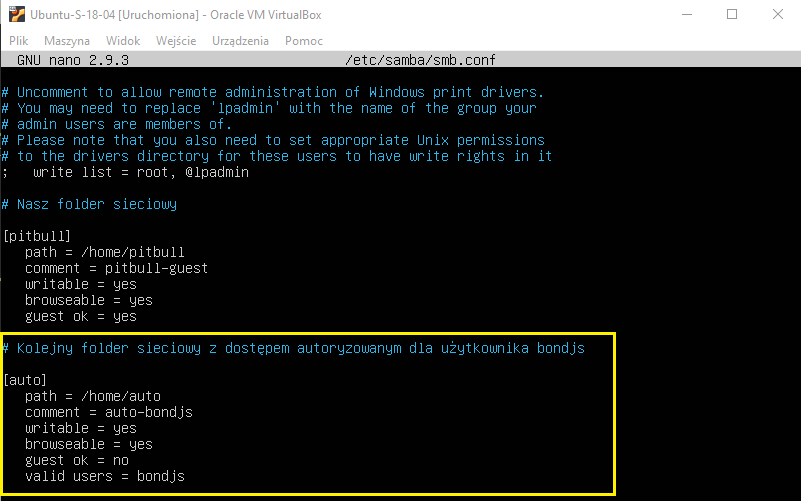 Ubuntu-S-18-04 [Uruchomiona] - Oracle VM VirtualBox
Plik Maszyna Widok Wejście Urządzenia Pomoc
GNU nano 2.9.3 /etc/samba/smb.conf
# Uncomment to allow remote administration of Windows print drivers.
# You may need to replace 'lpadmin' with the name of the group your
# admin users are members of.
# Please note that you also need to set appropriate Unix permissions
# to the drivers directory for these users to have write rights in it
;   write list = root, @lpadmin
# Nasz folder sieciowy
[pitbull]
path = /home/pitbull
comment = pitbull-guest
writable = yes
browseable = yes
guest ok = yes
# Kolejny folder sieciowy z dostępem autoryzowanym dla użytkownika bondjs
[auto]
path = /home/auto
comment = auto-bondjs
writable = yes
browseable = yes
guest ok = no
valid users = bondjs